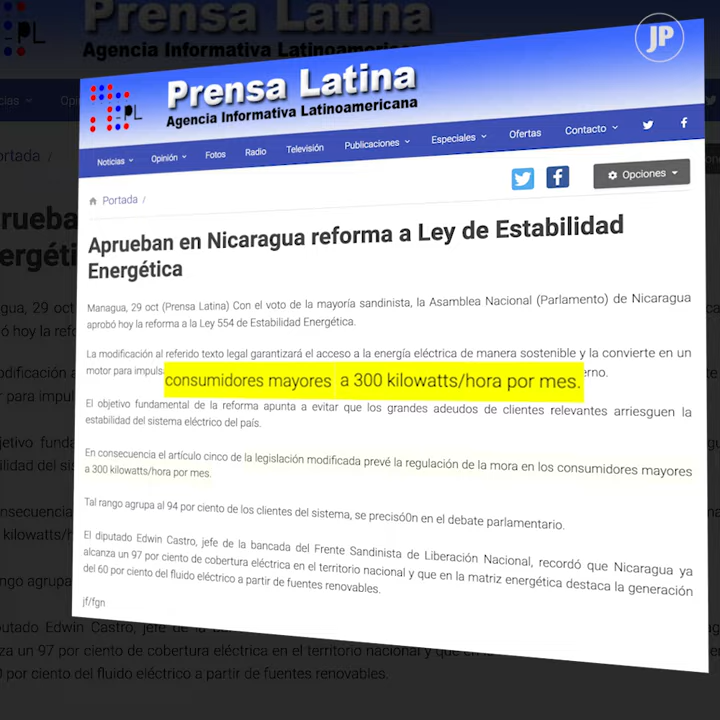 JP
PL
Prensa Latina
Agencia Informativa Latinoamericana
Noticias
Opinión
Fotos
Radio
Televisión
Publicaciones
Especiales
Ofertas
Contacto
Opciones
Portada /
Aprueban en Nicaragua reforma a Ley de Estabilidad
Energética
Managua, 29 oct (Prensa Latina) Con el voto de la mayoría sandinista, la Asamblea Nacional (Parlamento) de Nicaragua
aprobó hoy la reforma a la Ley 554 de Estabilidad Energética.
La modificación al referido texto legal garantizará el acceso a la energía eléctrica de manera sostenible y la convierte en un
motor para
consumidores mayores a 300 kilowatts/hora por mes.
El objetivo fundamental de la reforma apunta a evitar que los grandes adeudos de clientes relevantes arriesguen la
estabilidad del sistema eléctrico del país.
En consecuencia el artículo cinco de la legislación modificada prevé la regulación de la mora en los consumidores mayores
a 300 kilowatts/hora por mes.
Tal rango agrupa al 94 por ciento de los clientes del sistema, se precisó0n en el debate parlamentario.
El diputado Edwin Castro, jefe de la bancada del Frente Sandinista de Liberación Nacional, recordó que Nicaragua ya
alcanza un 97 por ciento de cobertura eléctrica en el territorio nacional y que en la matriz energética destaca la generación
del 60 por ciento del fluido eléctrico a partir de fuentes renovables.
jf/fgn